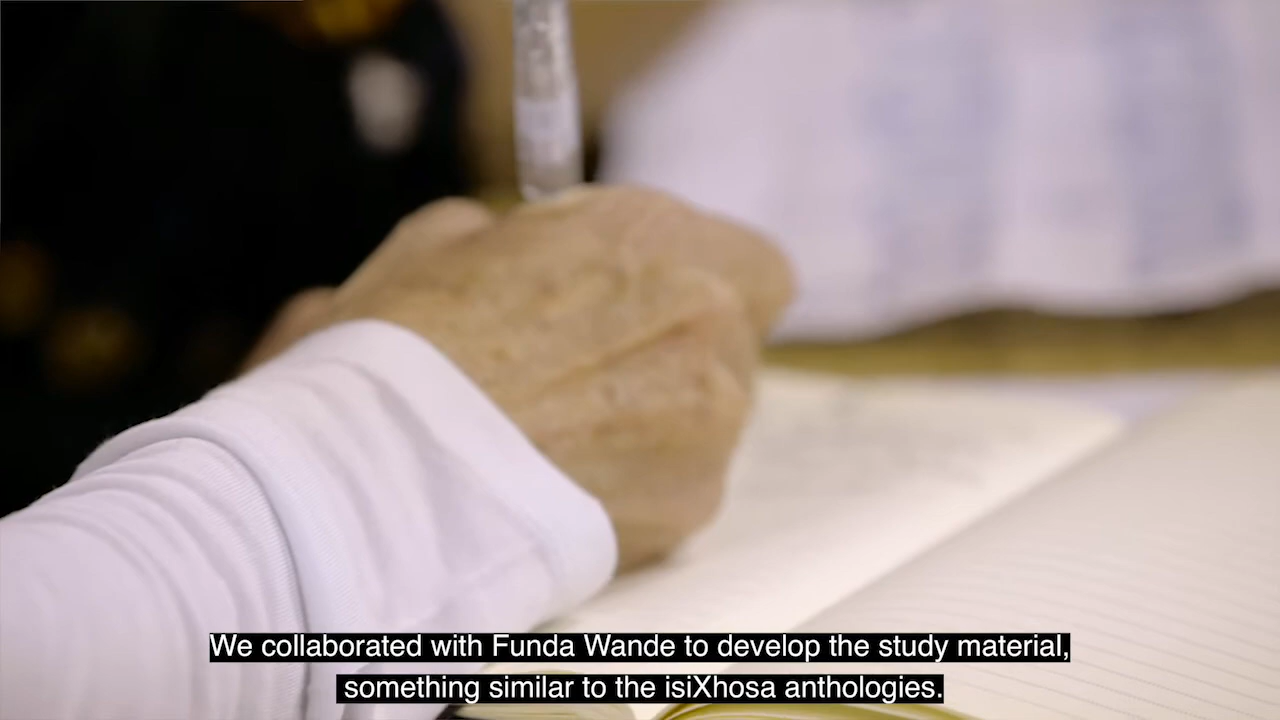 We collaborated with Funda Wande to develop the study material,
something similar to the isiXhosa anthologies.